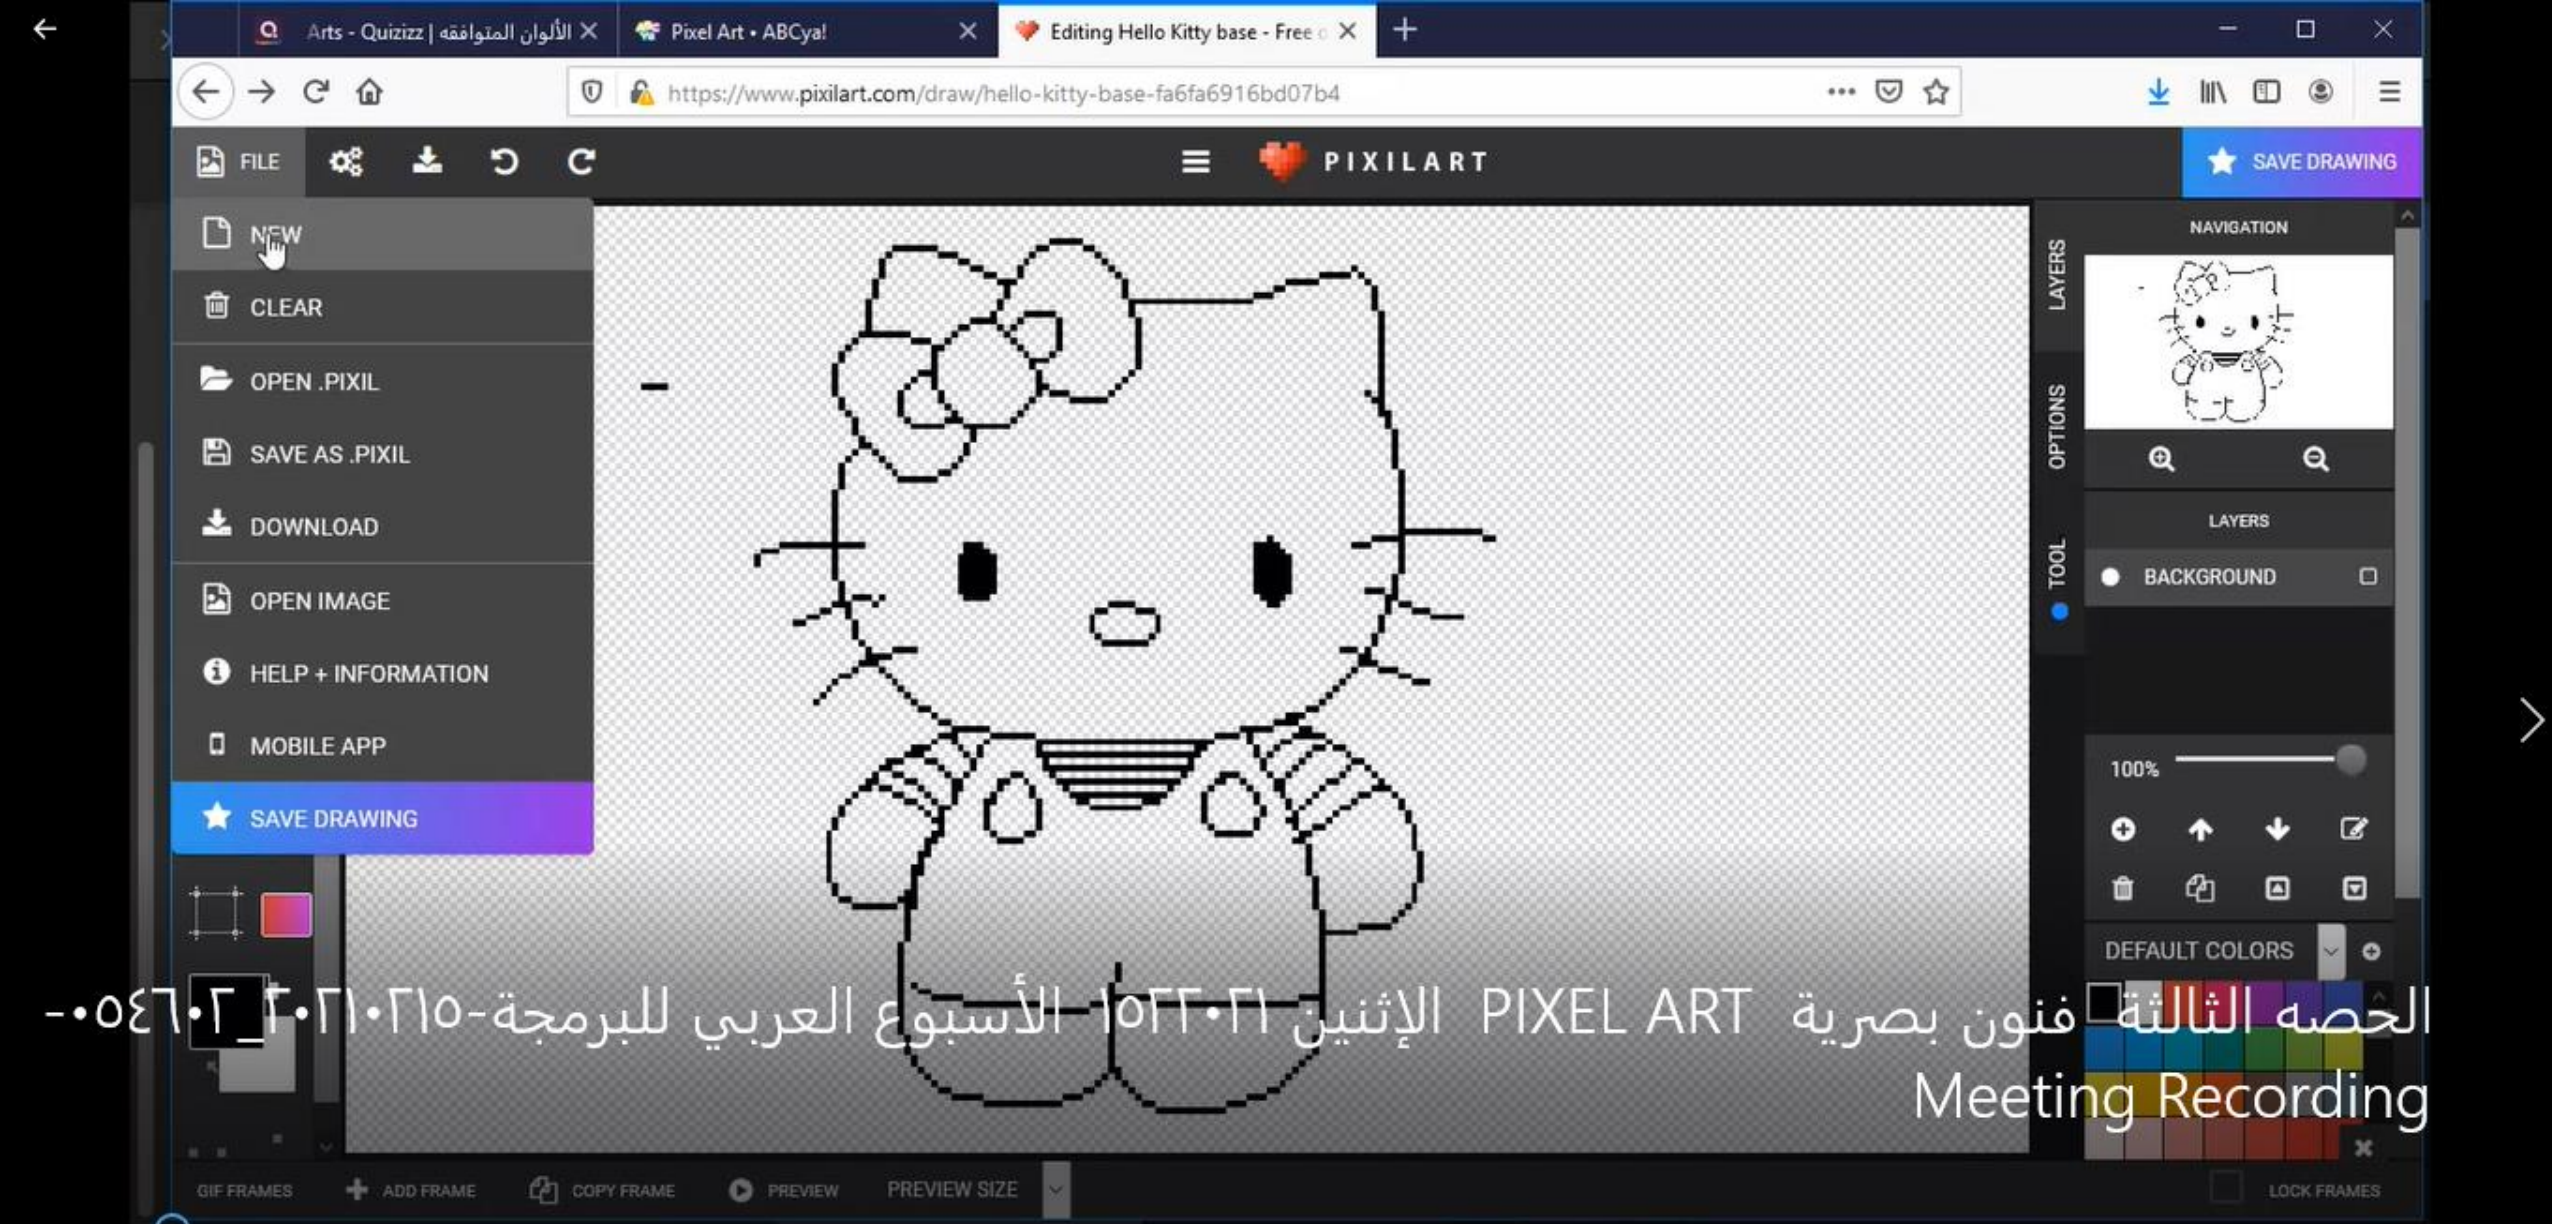 الألوان المتوافقه | Arts - Quizizz
Pixel Art • ABCya!
Editing Hello Kitty base - Free o
https://www.pixilart.com/draw/hello-kitty-base-fa6fa6916bd07b4
FILE
PIXILART
SAVE DRAWING
NEW
CLEAR
OPEN .PIXIL
SAVE AS .PIXIL
DOWNLOAD
OPEN IMAGE
HELP + INFORMATION
MOBILE APP
SAVE DRAWING
NAVIGATION
LAYERS
OPTIONS
TOOL
LAYERS
BACKGROUND
100%
DEFAULT COLORS
الحصه الثالثة فنون بصرية PIXEL ART الإثنين ١٥٢٢٠٢١ الأسبوع العربي للبرمجة-٢٠٢١٠٢١٥_٠٥٤٦٠٢-
Meeting Recording
GIF FRAMES
ADD FRAME
COPY FRAME
PREVIEW
PREVIEW SIZE
LOCK FRAMES